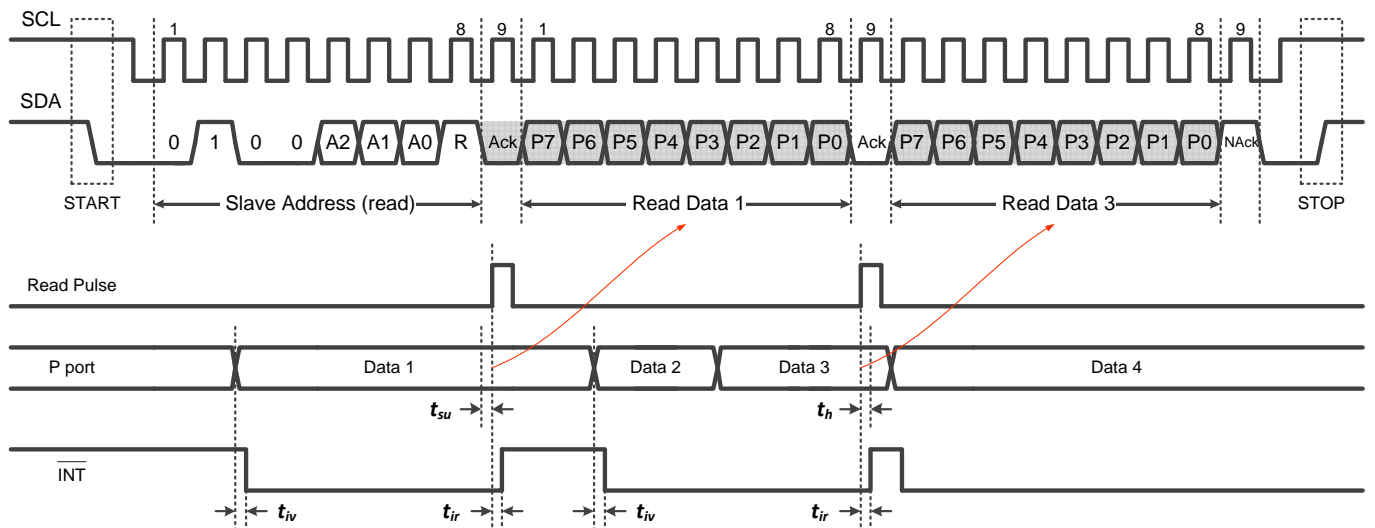 SCL
1 8 9 1 8 9 8 9
SDA
0 1 0 0 A2 A1 A0 R Ack P7 P6 P5 P4 P3 P2 P1 P0 Ack P7 P6 P5 P4 P3 P2 P1 P0 NAck
START Slave Address (read) Read Data 1 Read Data 3 STOP
Read Pulse
P port Data 1 Data 2 Data 3 Data 4
tsu th
INT
tiv tir tiv tir